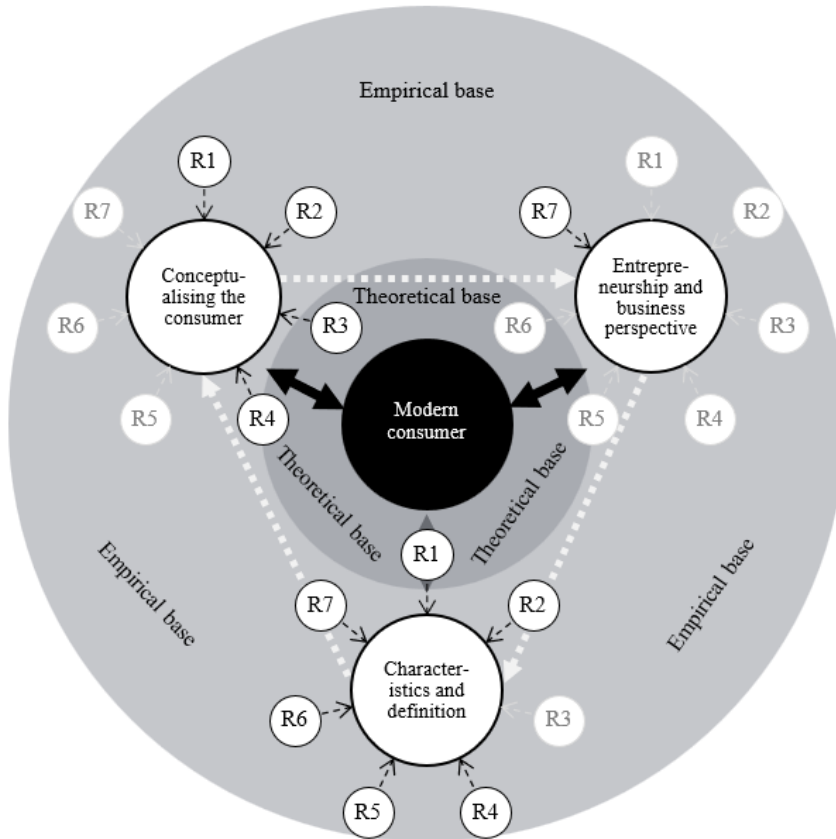 Empirical base
R1
R1
R7
R2
R7
R2
Conceptu-
alising the
consumer
Entrepre-
neurship and
business
perspective
Theoretical base
R6
R3
R6
R3
R5
R4
Modern
consumer
R5
R4
Theoretical base
Theoretical base
Empirical base
Empirical base
R1
R7
R2
Character-
istics and
definition
R6
R3
R5
R4